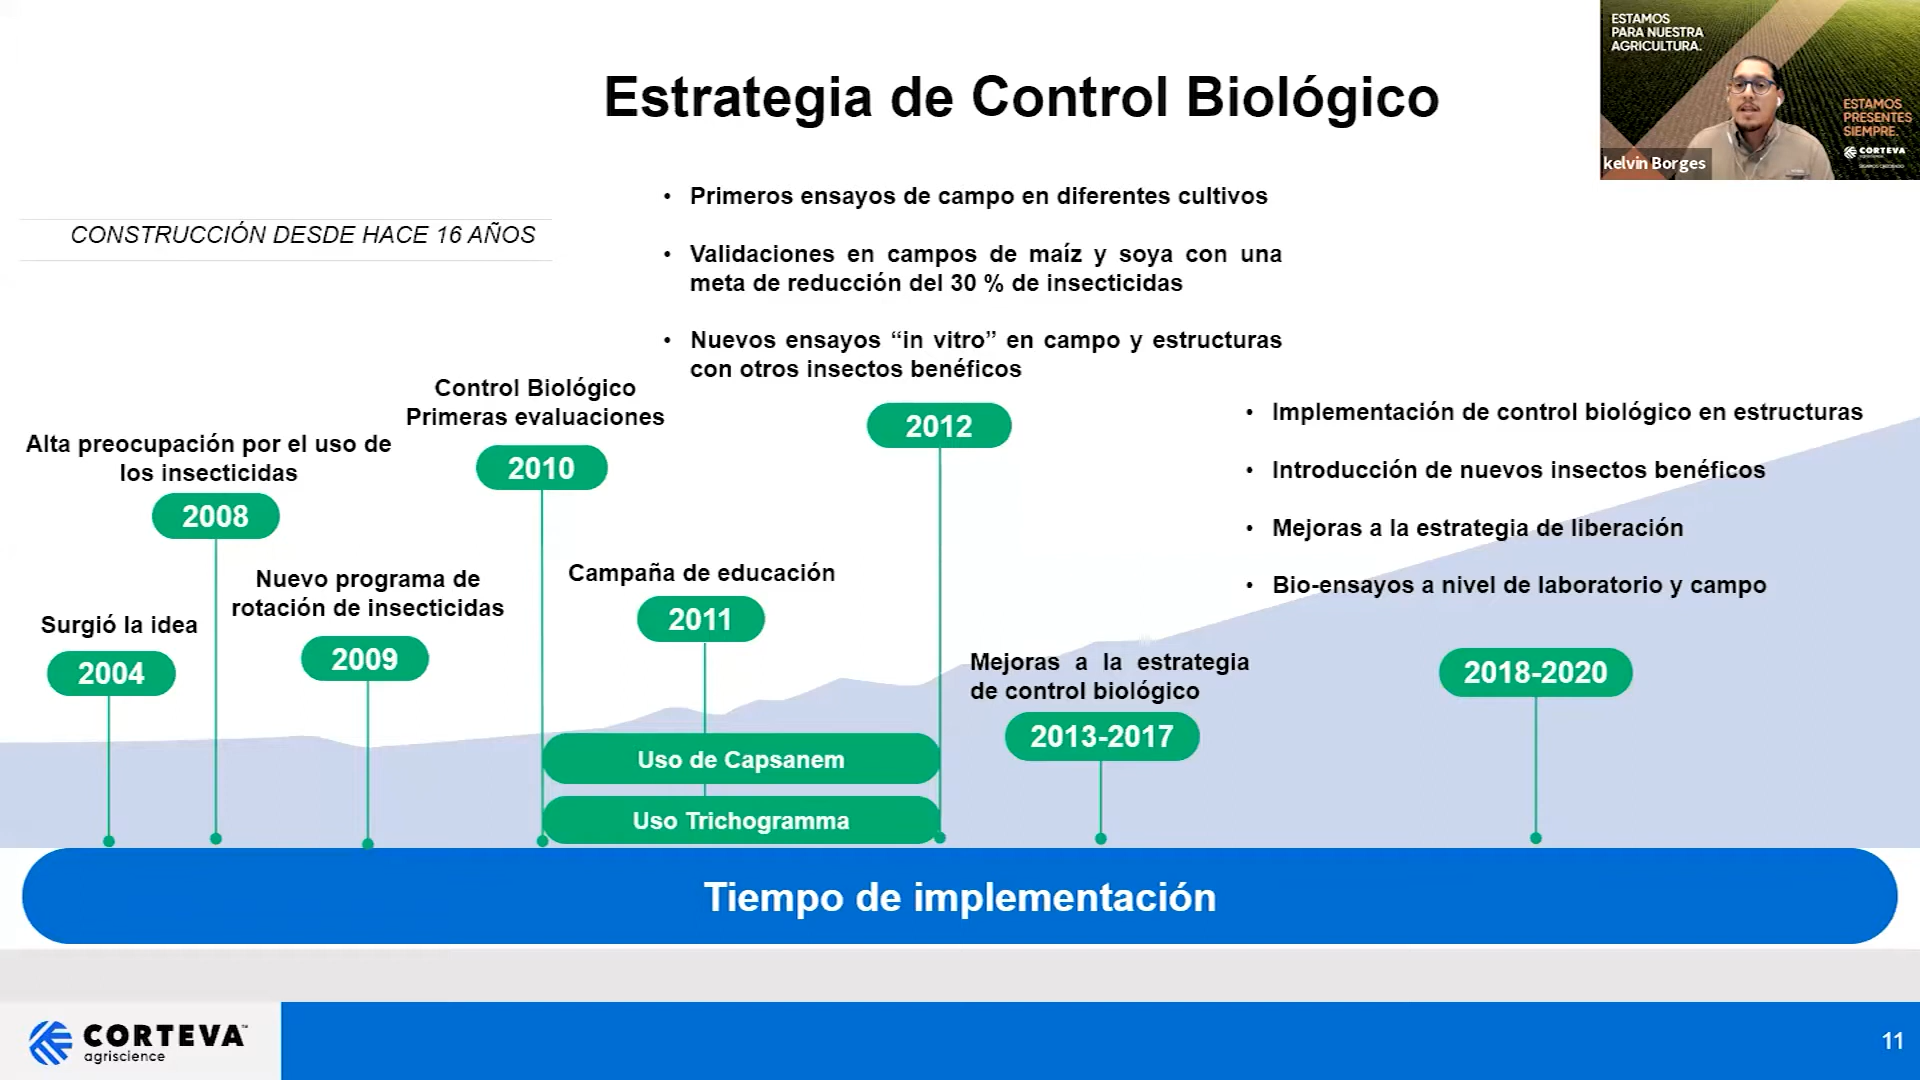 Estrategia de Control Biológico
ESTAMOS
PARA NUESTRA
AGRICULTURA.
ESTAMOS
PRESENTES
SIEMPRE.
CORTEVA
kelvin Borges
CONSTRUCCIÓN DESDE HACE 16 AÑOS
• Primeros ensayos de campo en diferentes cultivos
• Validaciones en campos de maíz y soya con una
meta de reducción del 30 % de insecticidas
• Nuevos ensayos “in vitro” en campo y estructuras
con otros insectos benéficos
2012
Control Biológico
Primeras evaluaciones
2010
Alta preocupación por el uso de
los insecticidas
2008
• Implementación de control biológico en estructuras
• Introducción de nuevos insectos benéficos
• Mejoras a la estrategia de liberación
• Bio-ensayos a nivel de laboratorio y campo
2018-2020
Nuevo programa de
rotación de insecticidas
2009
Campaña de educación
2011
Surgió la idea
2004
Mejoras a la estrategia
de control biológico
2013-2017
Uso de Capsanem
Uso Trichogramma
Tiempo de implementación
CORTEVA™
agriscience
11